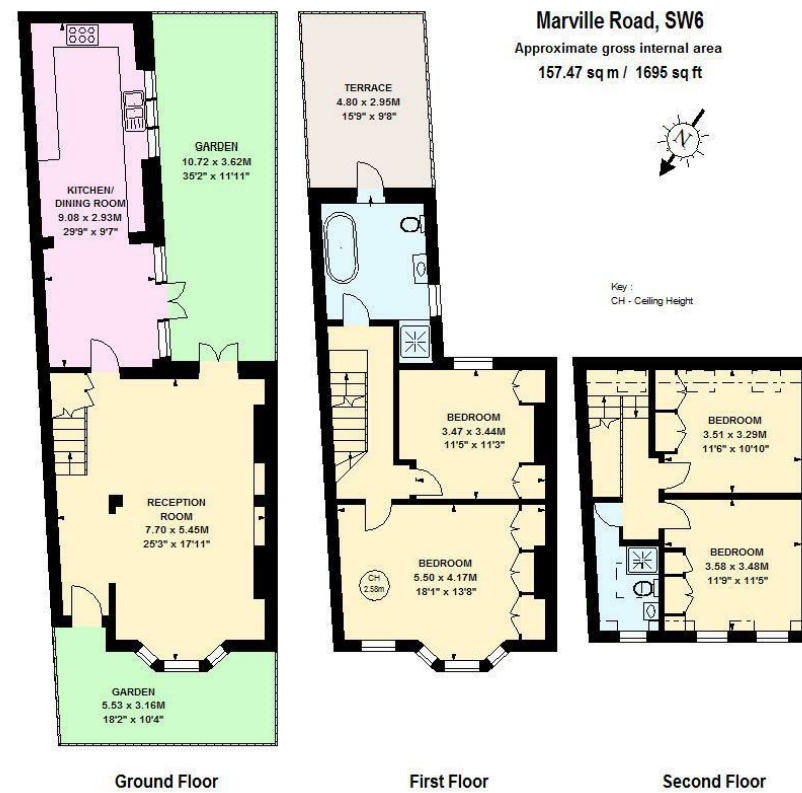 Marville Road, SW6
Approximate gross internal area
157.47 sq m / 1695 sq ft
N
Key :
CH - Ceiling Height
KITCHEN/
DINING ROOM
9.08 x 2.93M
29'9" x 9'7"
GARDEN
10.72 x 3.62M
35'2" x 11'11"
RECEPTION
ROOM
7.70 x 5.45M
25'3" x 17'11"
GARDEN
5.53 x 3.16M
18'2" x 10'4"
Ground Floor
TERRACE
4.80 x 2.95M
15'9" x 9'8"
BEDROOM
3.47 x 3.44M
11'5" x 11'3"
BEDROOM
5.50 x 4.17M
18'1" x 13'8"
CH
2.58m
First Floor
BEDROOM
3.51 x 3.29M
11'6" x 10'10"
BEDROOM
3.58 x 3.48M
11'9" x 11'5"
Second Floor